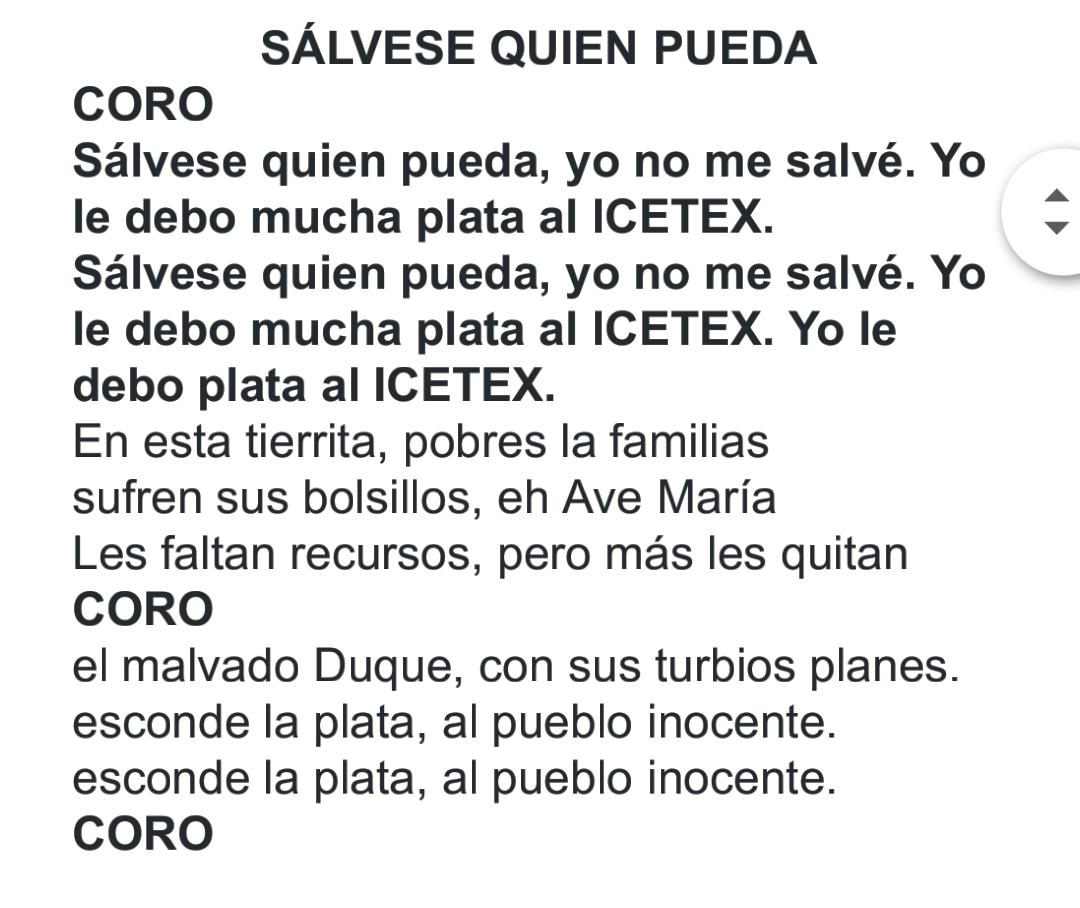 SÁLVESE QUIEN PUEDA
CORO
Sálvese quien pueda, yo no me salvé. Yo
le debo mucha plata al ICETEX.
Sálvese quien pueda, yo no me salvé. Yo
le debo mucha plata al ICETEX. Yo le
debo plata al ICETEX.
En esta tierrita, pobres la familias
sufren sus bolsillos, eh Ave María
Les faltan recursos, pero más les quitan
CORO
el malvado Duque, con sus turbios planes.
esconde la plata, al pueblo inocente.
esconde la plata, al pueblo inocente.
CORO